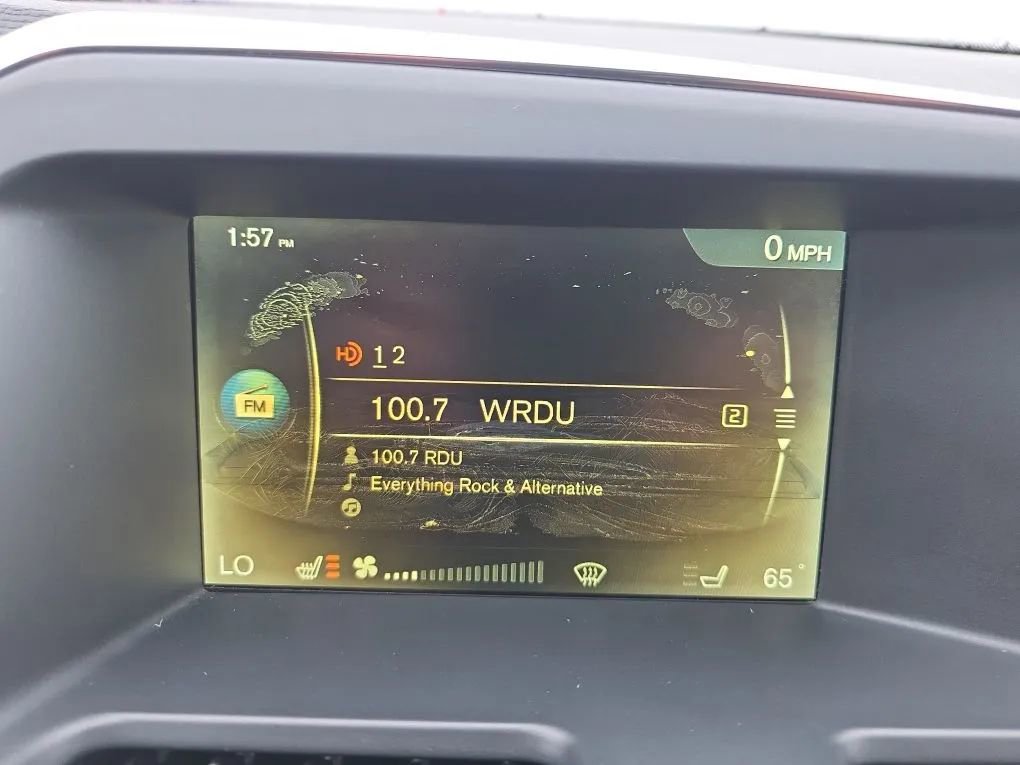 1:57 PM
0 MPH
HD 1 2
FM
100.7 WRDU 2
100.7 RDU
Everything Rock & Alternative
LO
65°